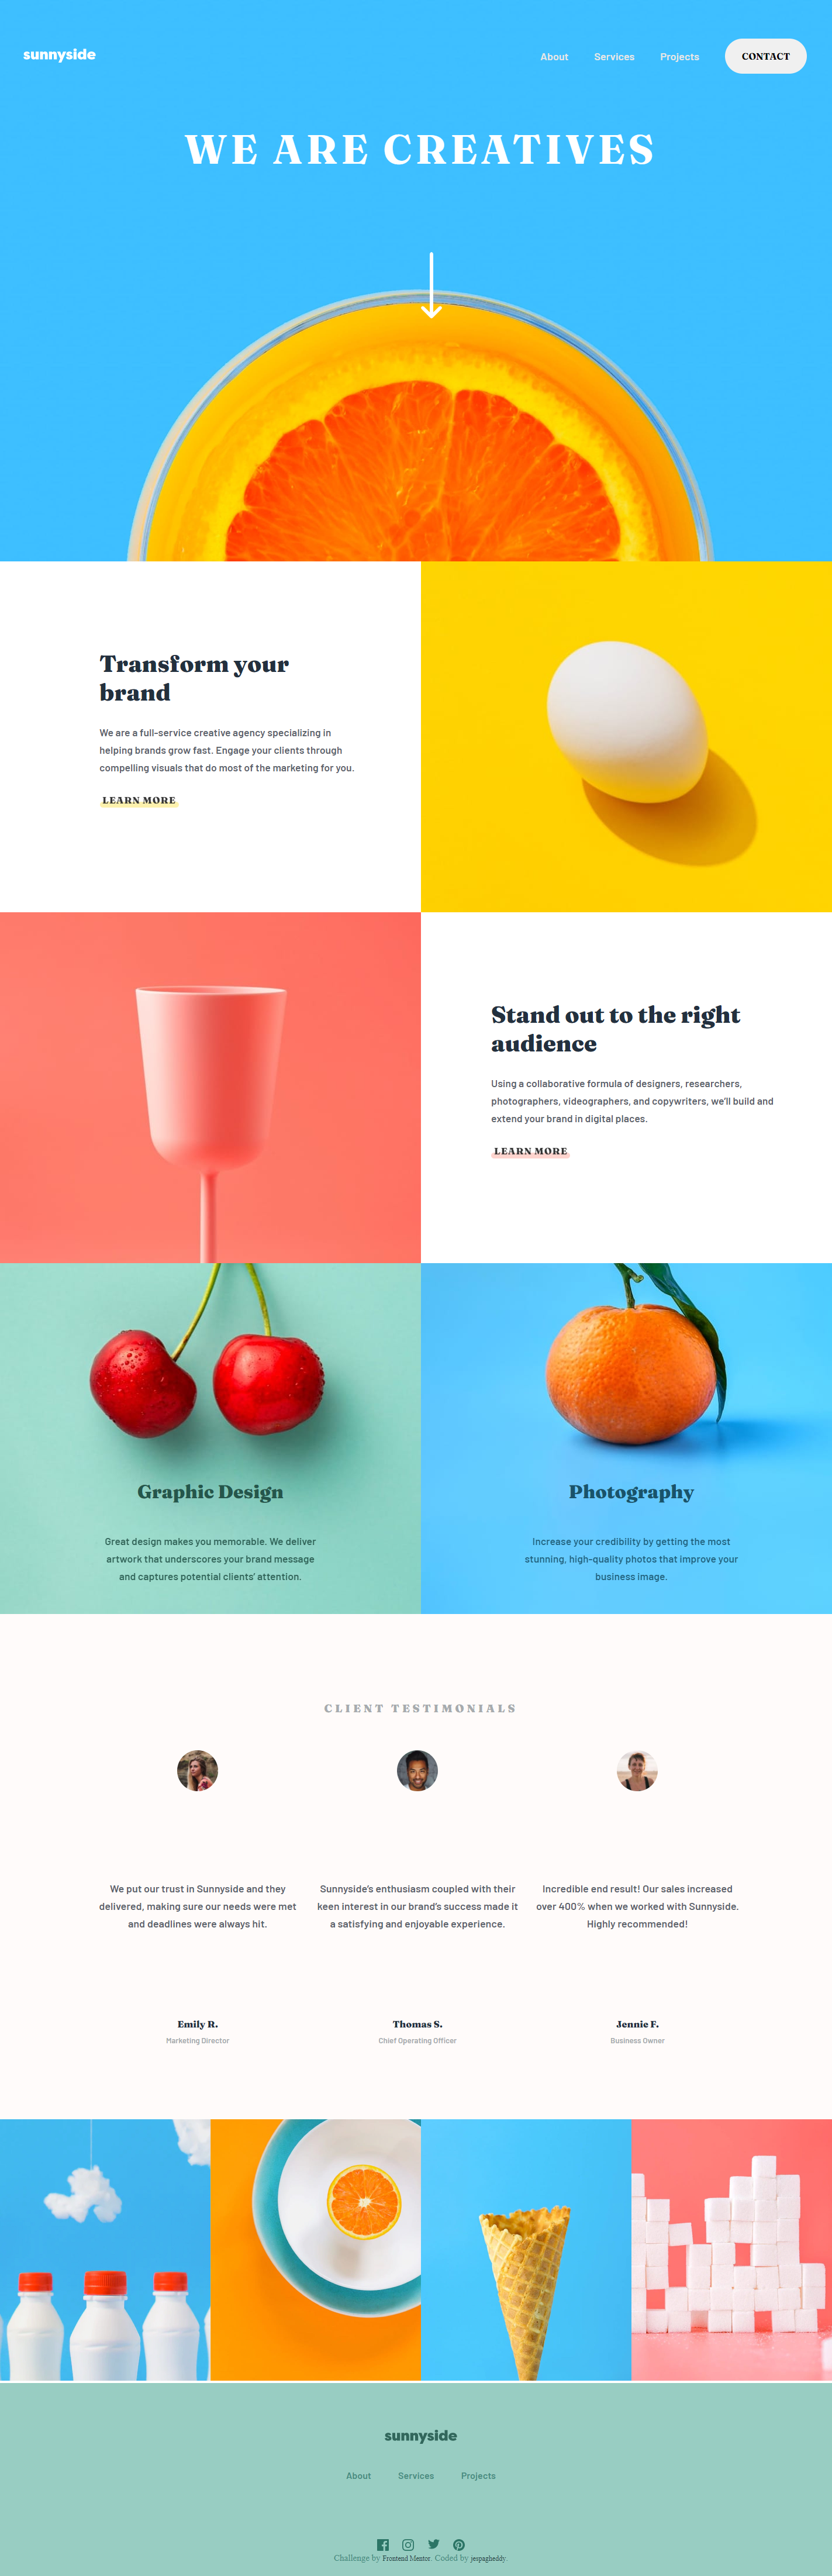 sunnyside
About Services Projects CONTACT
WE ARE CREATIVES
Transform your
brand
We are a full-service creative agency specializing in
helping brands grow fast. Engage your clients through
compelling visuals that do most of the marketing for you.
LEARN MORE
Stand out to the right
audience
Using a collaborative formula of designers, researchers,
photographers, videographers, and copywriters, we'll build and
extend your brand in digital places.
LEARN MORE
Graphic Design
Great design makes you memorable. We deliver
artwork that underscores your brand message
and captures potential clients' attention.
Photography
Increase your credibility by getting the most
stunning, high-quality photos that improve your
business image.
CLIENT TESTIMONIALS
We put our trust in Sunnyside and they
delivered, making sure our needs were met
and deadlines were always hit.
Emily R.
Marketing Director
Sunnyside's enthusiasm coupled with their
keen interest in our brand's success made it
a satisfying and enjoyable experience.
Thomas S.
Chief Operating Officer
Incredible end result! Our sales increased
over 400% when we worked with Sunnyside.
Highly recommended!
Jennie F.
Business Owner
sunnyside
About Services Projects
Challenge by Frontend Mentor. Coded by jespagheddy.